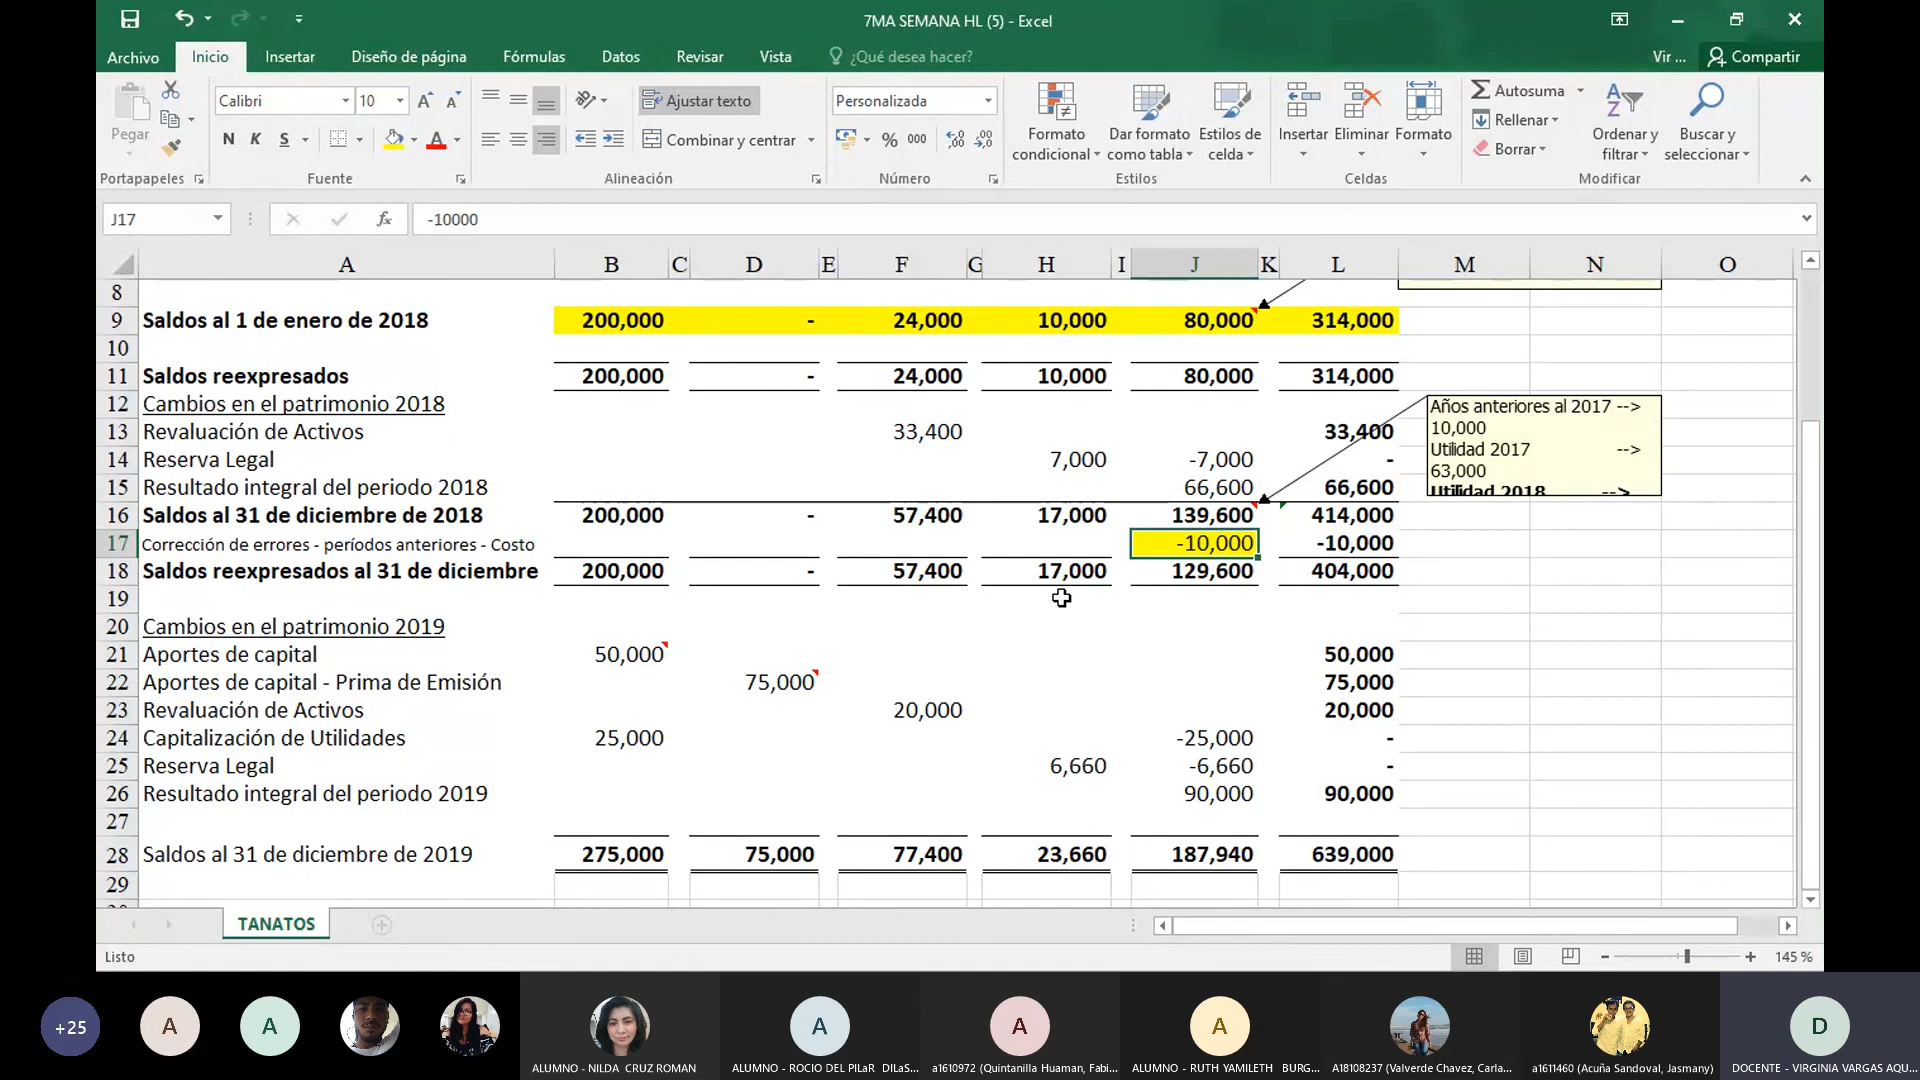 7MA SEMANA HL (5) - Excel
Archivo Inicio Insertar Diseño de página Fórmulas Datos Revisar Vista ¿Qué desea hacer? Vir ... Compartir
Pegar
Calibri 10
N K S
Ajustar texto
Combinar y centrar
Personalizada
% 000
Formato condicional
Dar formato como tabla
Estilos de celda
Insertar Eliminar Formato
Autosuma
Rellenar
Borrar
Ordenar y filtrar
Buscar y seleccionar
Portapapeles Fuente Alineación Número Estilos Celdas Modificar
J17 fx -10000
A B C D E F G H I J K L M N O
8
9 Saldos al 1 de enero de 2018 200,000 - 24,000 10,000 80,000 314,000
10
11 Saldos reexpresados 200,000 - 24,000 10,000 80,000 314,000
12 Cambios en el patrimonio 2018
13 Revaluación de Activos 33,400 33,400
14 Reserva Legal 7,000 -7,000 -
15 Resultado integral del periodo 2018 66,600 66,600
16 Saldos al 31 de diciembre de 2018 200,000 - 57,400 17,000 139,600 414,000
17 Corrección de errores - períodos anteriores - Costo -10,000 -10,000
18 Saldos reexpresados al 31 de diciembre 200,000 - 57,400 17,000 129,600 404,000
19
20 Cambios en el patrimonio 2019
21 Aportes de capital 50,000 50,000
22 Aportes de capital - Prima de Emisión 75,000 75,000
23 Revaluación de Activos 20,000 20,000
24 Capitalización de Utilidades 25,000 -25,000 -
25 Reserva Legal 6,660 -6,660 -
26 Resultado integral del periodo 2019 90,000 90,000
27
28 Saldos al 31 de diciembre de 2019 275,000 75,000 77,400 23,660 187,940 639,000
29
Años anteriores al 2017 -->
10,000
Utilidad 2017 -->
63,000
Utilidad 2018 -->
TANATOS
Listo 145 %
+25 A A A A A D
ALUMNO - NILDA CRUZ ROMAN
ALUMNO - ROCIO DEL PILaR DILaS...
a1610972 (Quintanilla Huaman, Fabi...
ALUMNO - RUTH YAMILETH BURG...
A18108237 (Valverde Chavez, Carla...
a1611460 (Acuña Sandoval, Jasmany)
DOCENTE - VIRGINIA VARGAS AQU...